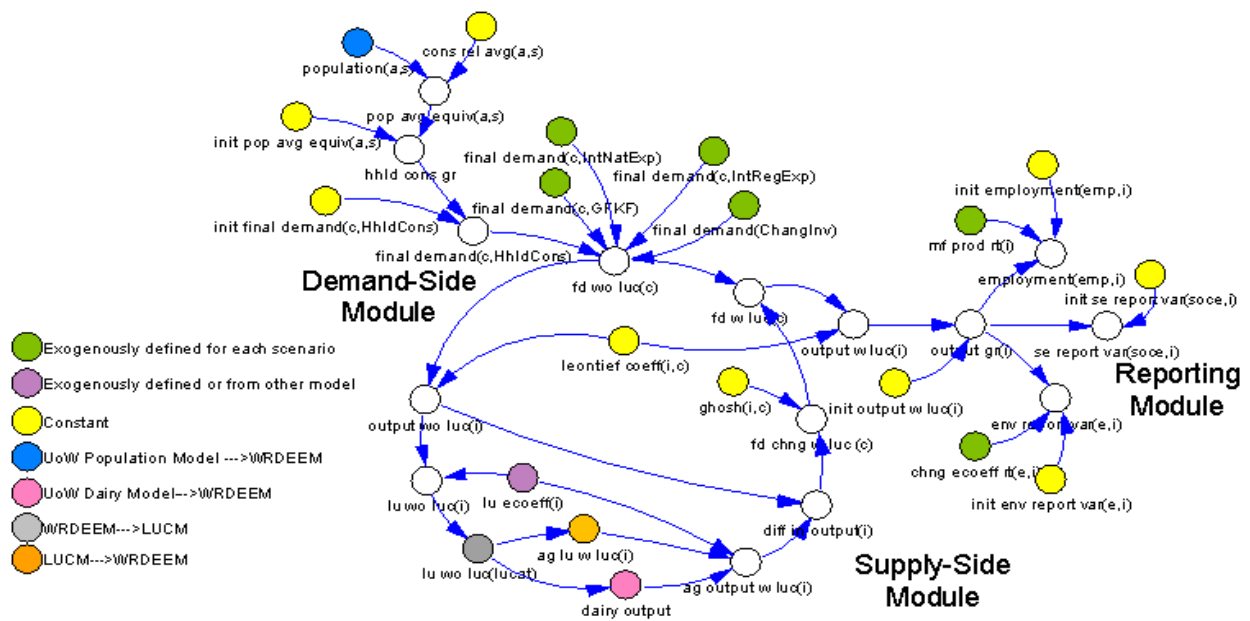 cons rel avg(a,s)
population(a,s)
pop avg equiv(a,s)
init pop avg equiv(a,s)
hhld cons gr
final demand(c,IntNatExp)
final demand(c,IntRegExp)
init final demand(c,HhldCons)
final demand(c,GFKF)
final demand(ChangInv)
final demand(c,HhldCons)
Demand-Side
Module
fd wo luc(c)
fd w luc(c)
init employment(emp,i)
mf prod rt(i)
employment(emp,i)
init se report var(soce,i)
output w luc(i)
output gr(i)
se report var(soce,i)
Reporting
Module
leontief coeff(i,c)
ghosh(i,c)
init output w luc(i)
fd chng w luc (c)
env report var(e,i)
chng ecoeff rt(e,i)
init env report var(e,i)
output wo luc(i)
lu wo luc(i)
lu ecoeff(i)
diff in output(i)
ag lu w luc(i)
lu wo luc(lucat)
ag output w luc(i)
dairy output
Supply-Side
Module
Exogenously defined for each scenario
Exogenously defined or from other model
Constant
UoW Population Model --->WRDEEM
UoW Dairy Model--->WRDEEM
WRDEEM--->LUCM
LUCM--->WRDEEM